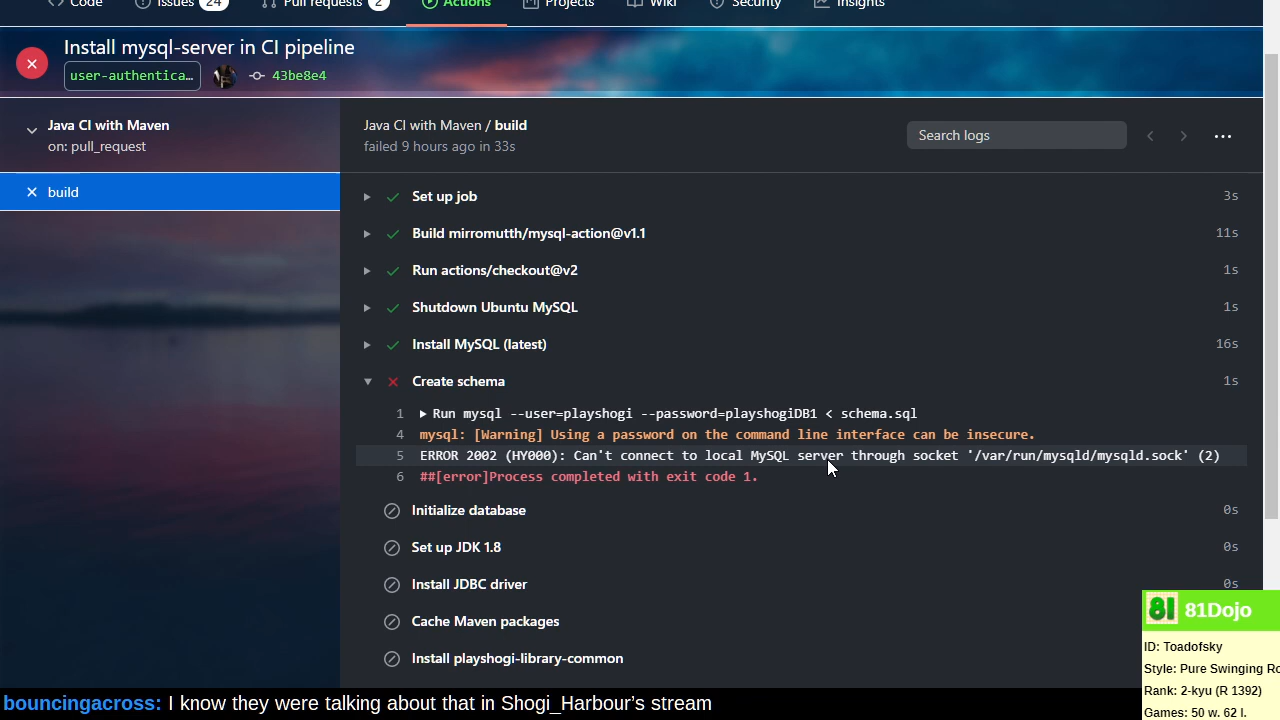 Code
Issues 24
Pull requests 2
Actions
Projects
Wiki
Security
Insights
Install mysql-server in CI pipeline
user-authentica… 43be8e4
Java CI with Maven
on: pull_request
build
Java CI with Maven / build
failed 9 hours ago in 33s
Search logs
Set up job 3s
Build mirromutth/mysql-action@v1.1 11s
Run actions/checkout@v2 1s
Shutdown Ubuntu MySQL 1s
Install MySQL (latest) 16s
Create schema 1s
1 Run mysql --user=playshogi --password=playshogiDB1 < schema.sql
4 mysql: [Warning] Using a password on the command line interface can be insecure.
5 ERROR 2002 (HY000): Can't connect to local MySQL server through socket '/var/run/mysqld/mysqld.sock' (2)
6 ##[error]Process completed with exit code 1.
Initialize database 0s
Set up JDK 1.8 0s
Install JDBC driver 0s
Cache Maven packages
Install playshogi-library-common
81 81Dojo
ID: Toadofsky
Style: Pure Swinging Ro
Rank: 2-kyu (R 1392)
Games: 50 w. 62 l.
bouncingacross: I know they were talking about that in Shogi_Harbour's stream